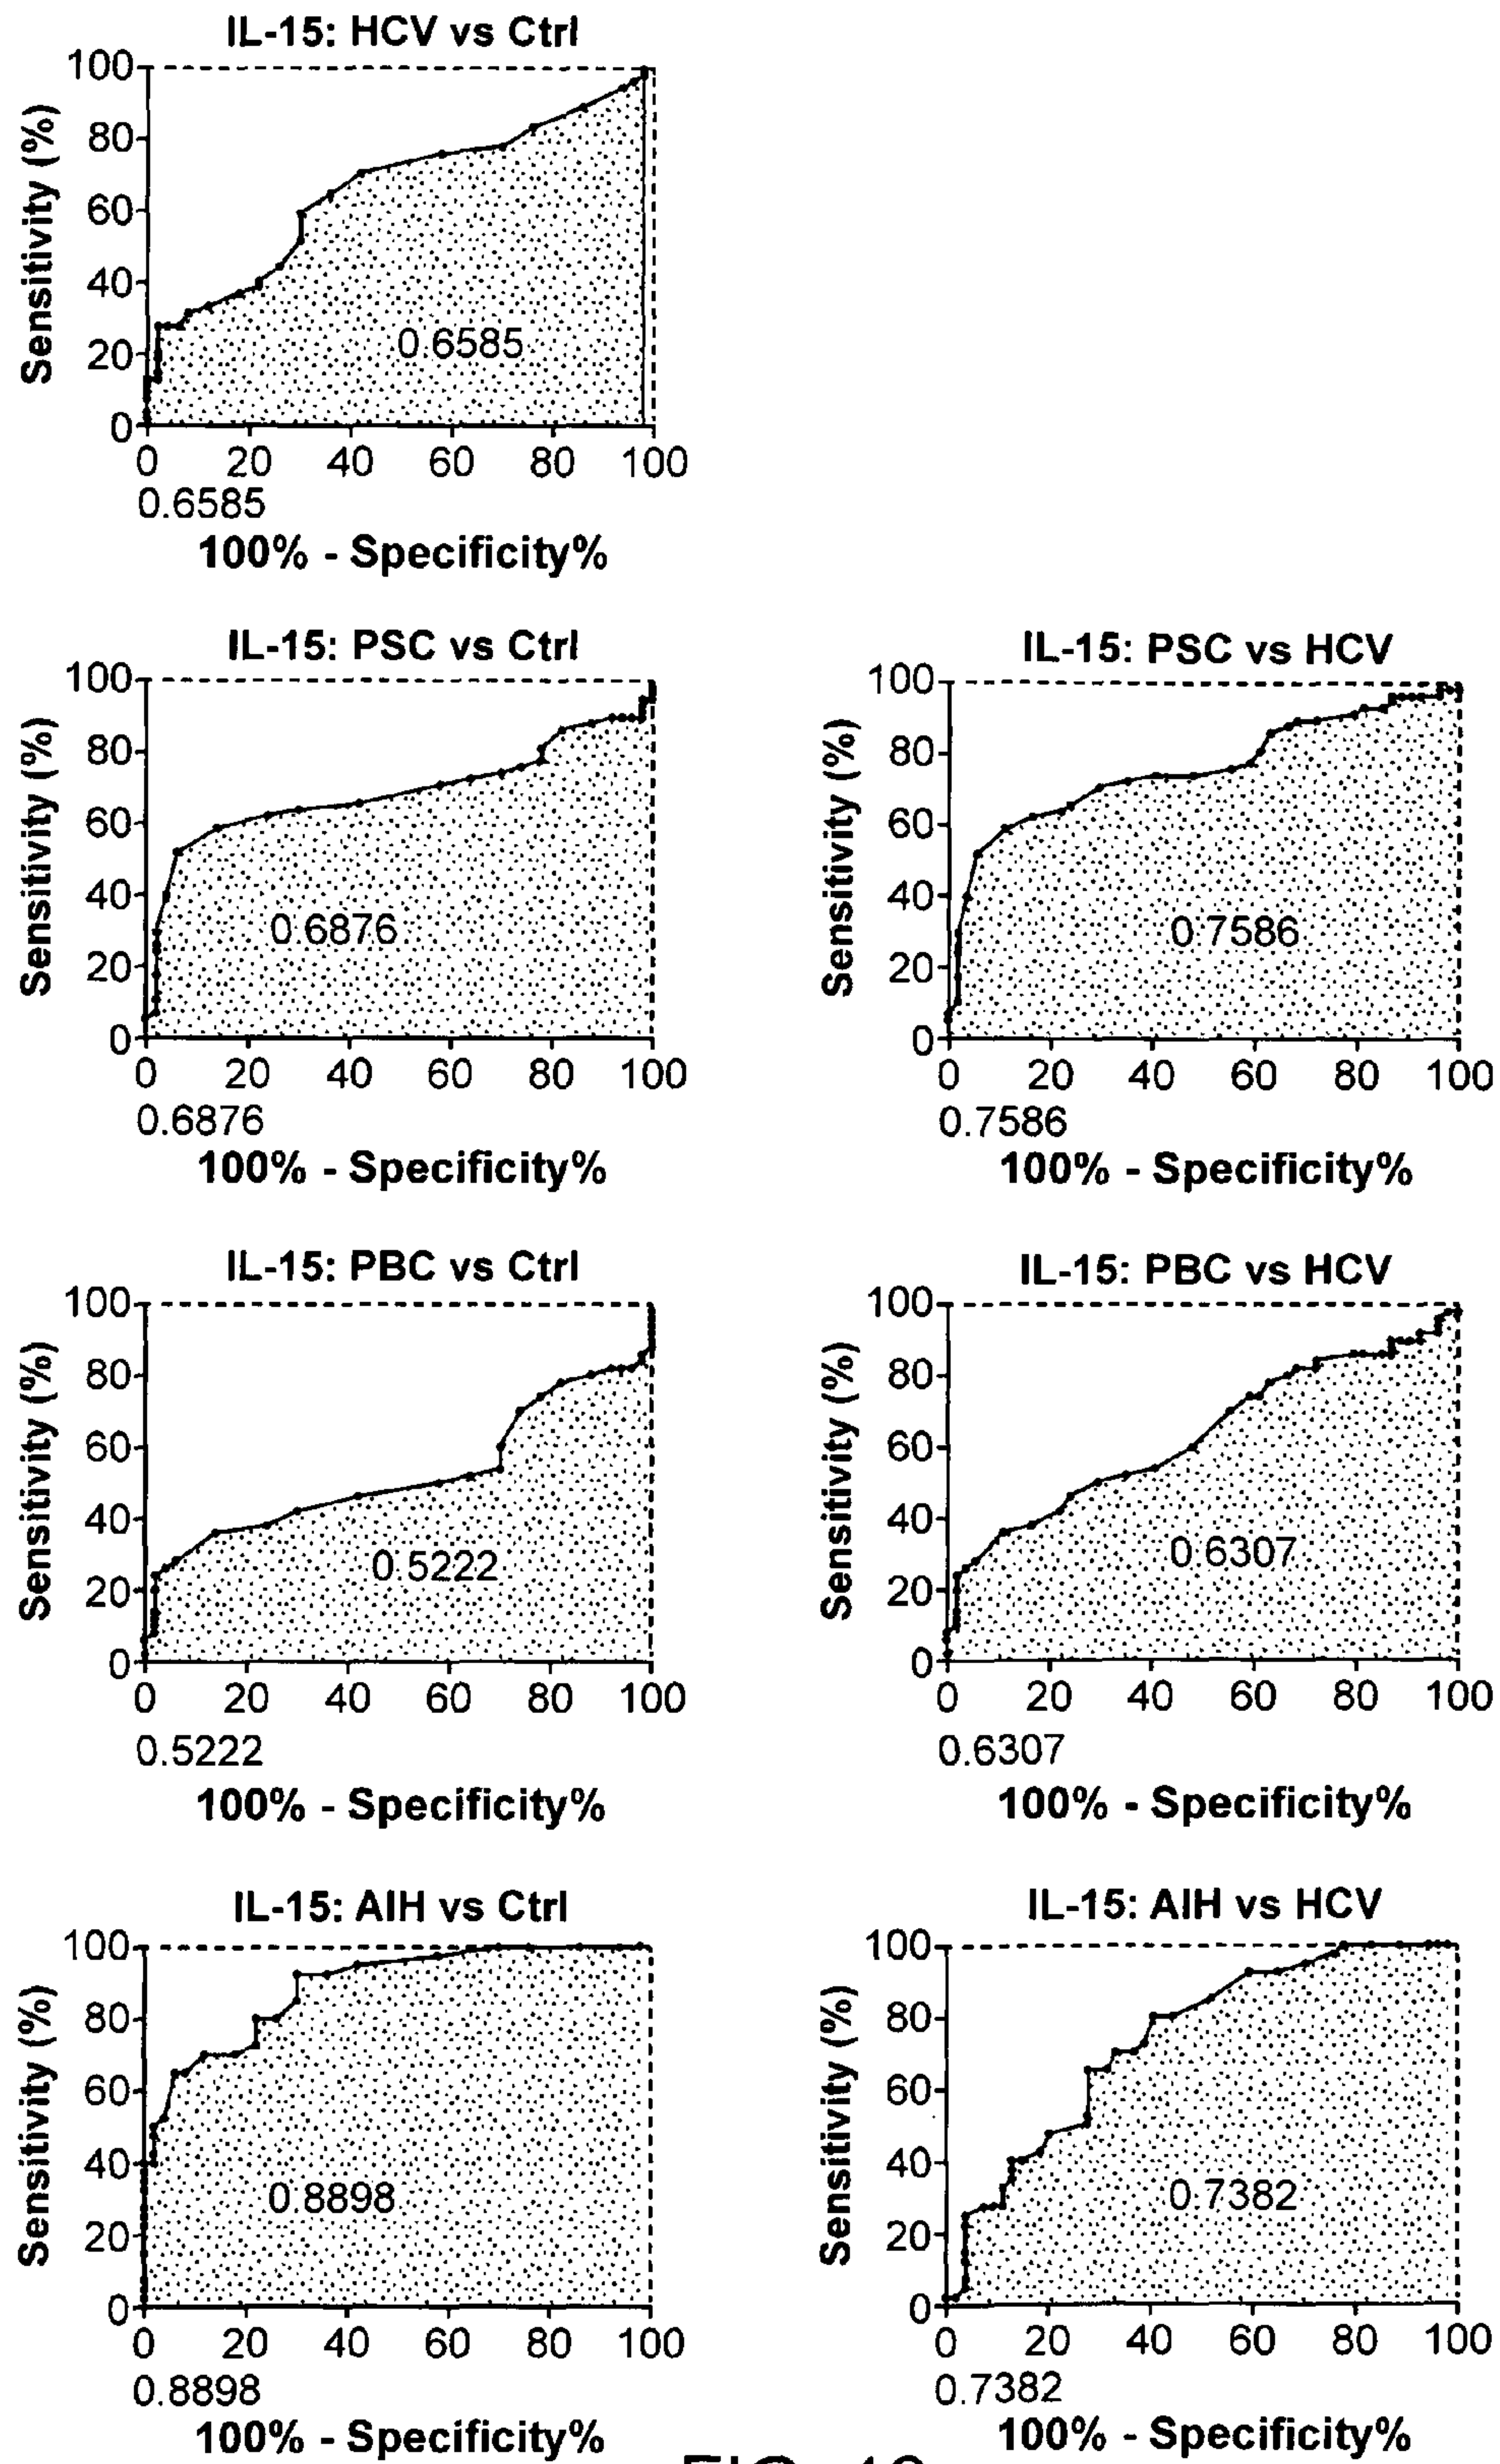 IL-15: HCV vs Ctrl
Sensitivity (%)
100
80
60
40
20
0
0.6585
0 20 40 60 80 100
0.6585
100% - Specificity%
IL-15: PSC vs Ctrl
Sensitivity (%)
100
80
60
40
20
0
0.6876
0 20 40 60 80 100
0.6876
100% - Specificity%
IL-15: PSC vs HCV
Sensitivity (%)
100
80
60
40
20
0
0.7586
0 20 40 60 80 100
0.7586
100% - Specificity%
IL-15: PBC vs Ctrl
Sensitivity (%)
100
80
60
40
20
0
0.5222
0 20 40 60 80 100
0.5222
100% - Specificity%
IL-15: PBC vs HCV
Sensitivity (%)
100
80
60
40
20
0
0.6307
0 20 40 60 80 100
0.6307
100% - Specificity%
IL-15: AIH vs Ctrl
Sensitivity (%)
100
80
60
40
20
0
0.8898
0 20 40 60 80 100
0.8898
100% - Specificity%
IL-15: AIH vs HCV
Sensitivity (%)
100
80
60
40
20
0
0.7382
0 20 40 60 80 100
0.7382
100% - Specificity%